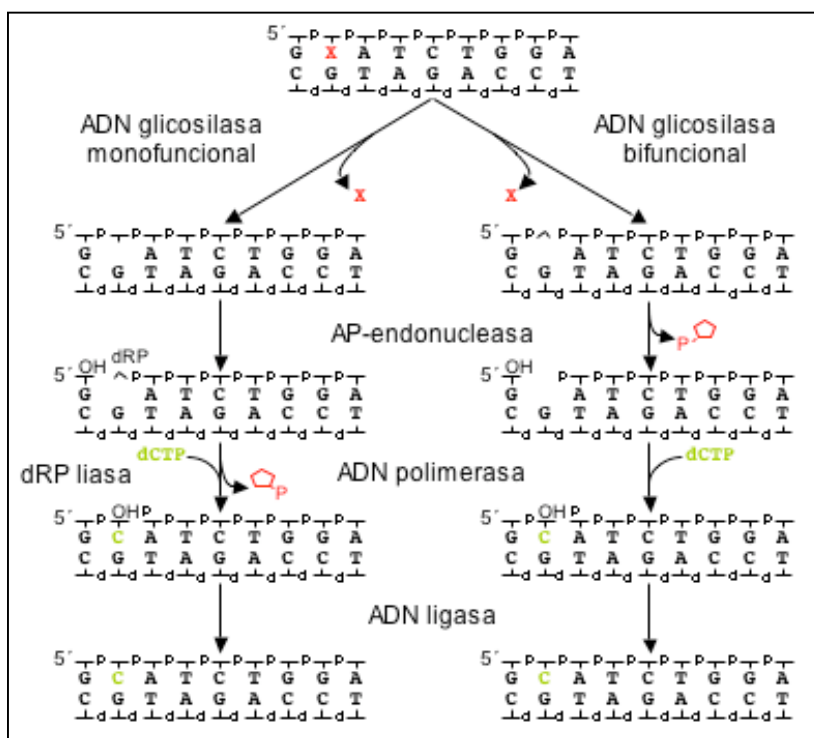 5´ P P P P P P P P
G X A T C T G G A
C G T A G A C C T
P P P P P P P P
ADN glicosilasa
monofuncional
ADN glicosilasa
bifuncional
X
X
5´ P P P P P P P P
G A T C T G G A
C G T A G A C C T
P P P P P P P P
5´ P P P P P P P P
G A T C T G G A
C G T A G A C C T
P P P P P P P P
AP-endonucleasa
P
5´ OH dRP P P P P P P P
G A T C T G G A
C G T A G A C C T
P P P P P P P P
5´ OH P P P P P P P
G A T C T G G A
C G T A G A C C T
P P P P P P P P
dCTP
dRP liasa
P
ADN polimerasa
dCTP
5´ P OH P P P P P P P
G C A T C T G G A
C G T A G A C C T
P P P P P P P P
5´ P OH P P P P P P P
G C A T C T G G A
C G T A G A C C T
P P P P P P P P
ADN ligasa
5´ P P P P P P P P
G C A T C T G G A
C G T A G A C C T
P P P P P P P P
5´ P P P P P P P P
G C A T C T G G A
C G T A G A C C T
P P P P P P P P